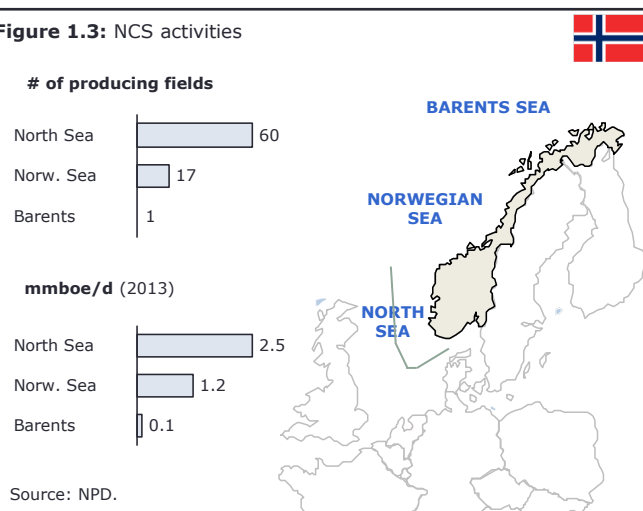 Figure 1.3: NCS activities
# of producing fields
North Sea 60
Norw. Sea 17
Barents 1
mmboe/d (2013)
North Sea 2.5
Norw. Sea 1.2
Barents 0.1
Source: NPD.
BARENTS SEA
NORWEGIAN
SEA
NORTH
SEA